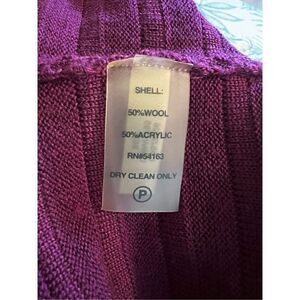 SHELL:
50%WOOL
50%ACRYLIC
RN#54163
DRY CLEAN ONLY
P